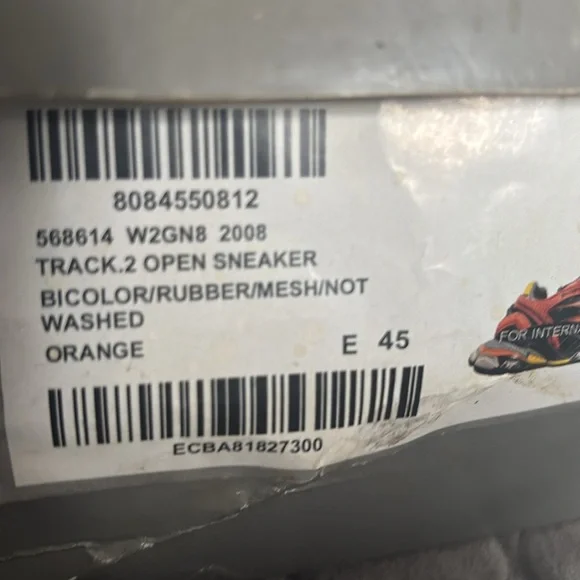 8084550812
568614 W2GN8 2008
TRACK.2 OPEN SNEAKER
BICOLOR/RUBBER/MESH/NOT
WASHED
ORANGE E 45
FOR INTERNA
ECBA81827300